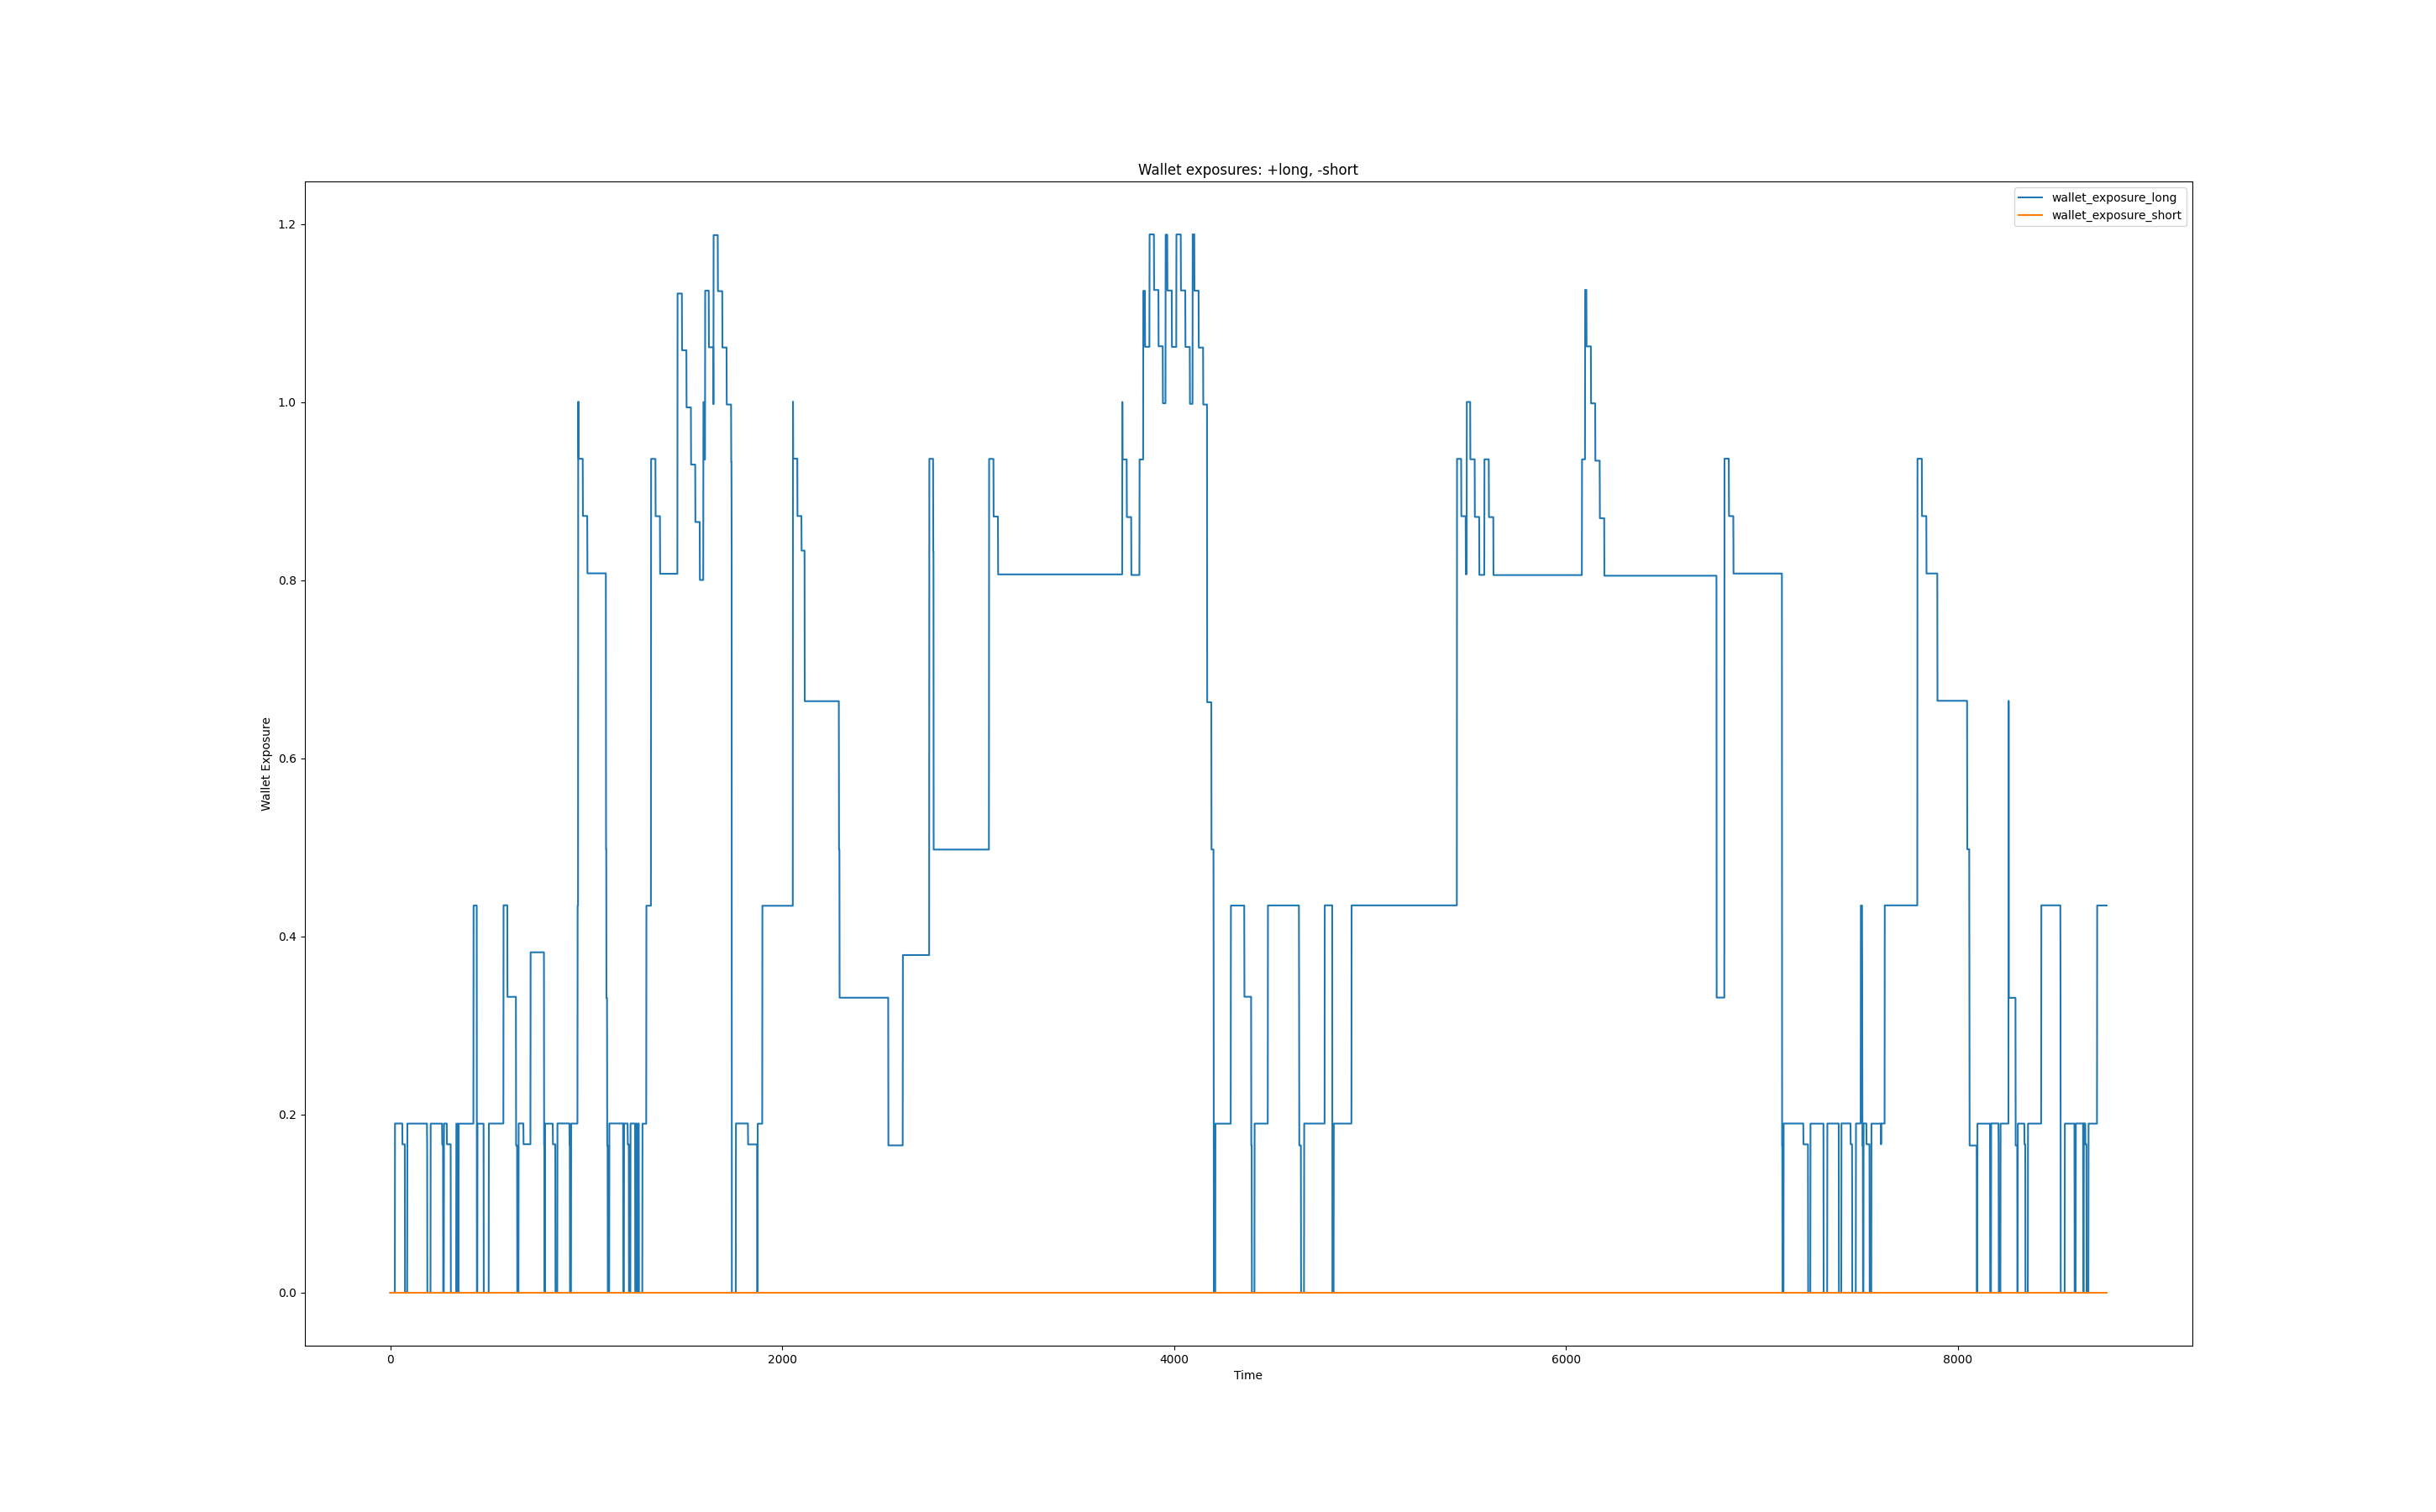 Wallet exposures: +long, -short
wallet_exposure_long
wallet_exposure_short
1.2
1.0
0.8
0.6
0.4
0.2
0.0
Wallet Exposure
0 2000 4000 6000 8000
Time